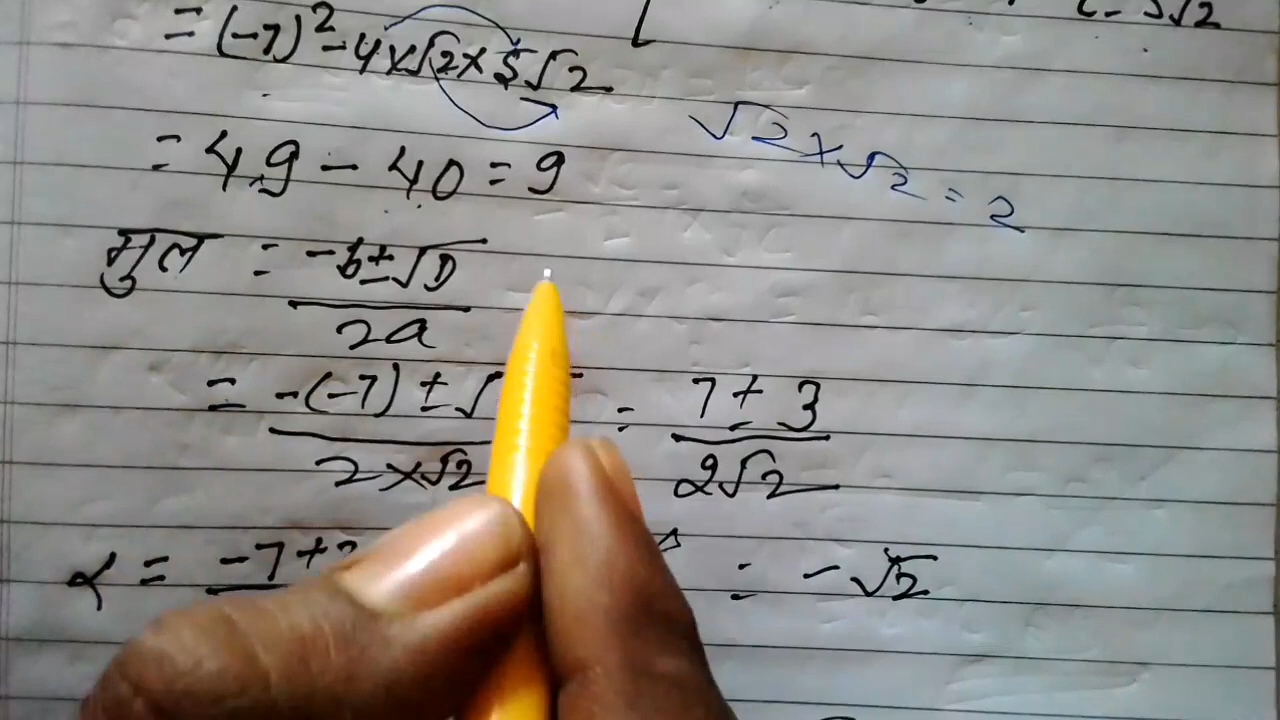 = (-7)² - 4×√2×5√2
√2×√2 = 2
= 49 - 40 = 9
मुल = -b±√D / 2a
= -(-7) ± √ / 2×√2 = 7 ± 3 / 2√2
α = -7+ = -√2